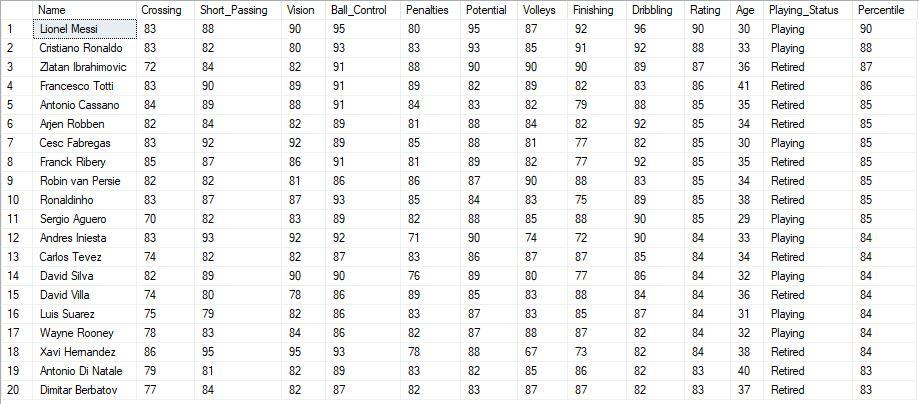 Name Crossing Short_Passing Vision Ball_Control Penalties Potential Volleys Finishing Dribbling Rating Age Playing_Status Percentile
1 Lionel Messi 83 88 90 95 80 95 87 92 96 90 30 Playing 90
2 Cristiano Ronaldo 83 82 80 93 83 93 85 91 92 88 33 Playing 88
3 Zlatan Ibrahimovic 72 84 82 91 88 90 90 89 87 87 36 Retired 87
4 Francesco Totti 83 90 89 91 89 82 89 82 83 86 41 Retired 86
5 Antonio Cassano 84 89 88 91 84 83 82 79 88 85 35 Retired 85
6 Arjen Robben 82 84 82 89 81 88 84 82 92 85 34 Retired 85
7 Cesc Fabregas 83 92 92 89 85 88 81 77 82 85 30 Playing 85
8 Franck Ribery 85 87 86 91 81 89 82 77 92 85 35 Retired 85
9 Robin van Persie 82 82 81 86 86 87 90 88 83 85 34 Retired 85
10 Ronaldinho 83 87 87 93 85 84 83 75 89 85 38 Retired 85
11 Sergio Aguero 70 82 83 89 82 88 85 88 90 85 29 Playing 85
12 Andres Iniesta 83 93 92 92 71 90 74 72 90 84 33 Playing 84
13 Carlos Tevez 74 82 82 87 83 86 87 87 85 84 34 Retired 84
14 David Silva 82 89 90 90 76 89 80 77 86 84 32 Playing 84
15 David Villa 74 80 78 86 89 85 83 88 84 84 36 Retired 84
16 Luis Suarez 75 79 82 86 83 87 83 85 87 84 31 Playing 84
17 Wayne Rooney 78 83 84 86 82 87 88 87 82 84 32 Playing 84
18 Xavi Hernandez 86 95 95 93 78 88 67 73 82 84 38 Retired 84
19 Antonio Di Natale 79 81 82 89 83 82 85 86 82 83 40 Retired 83
20 Dimitar Berbatov 77 84 82 87 82 83 87 87 82 83 37 Retired 83